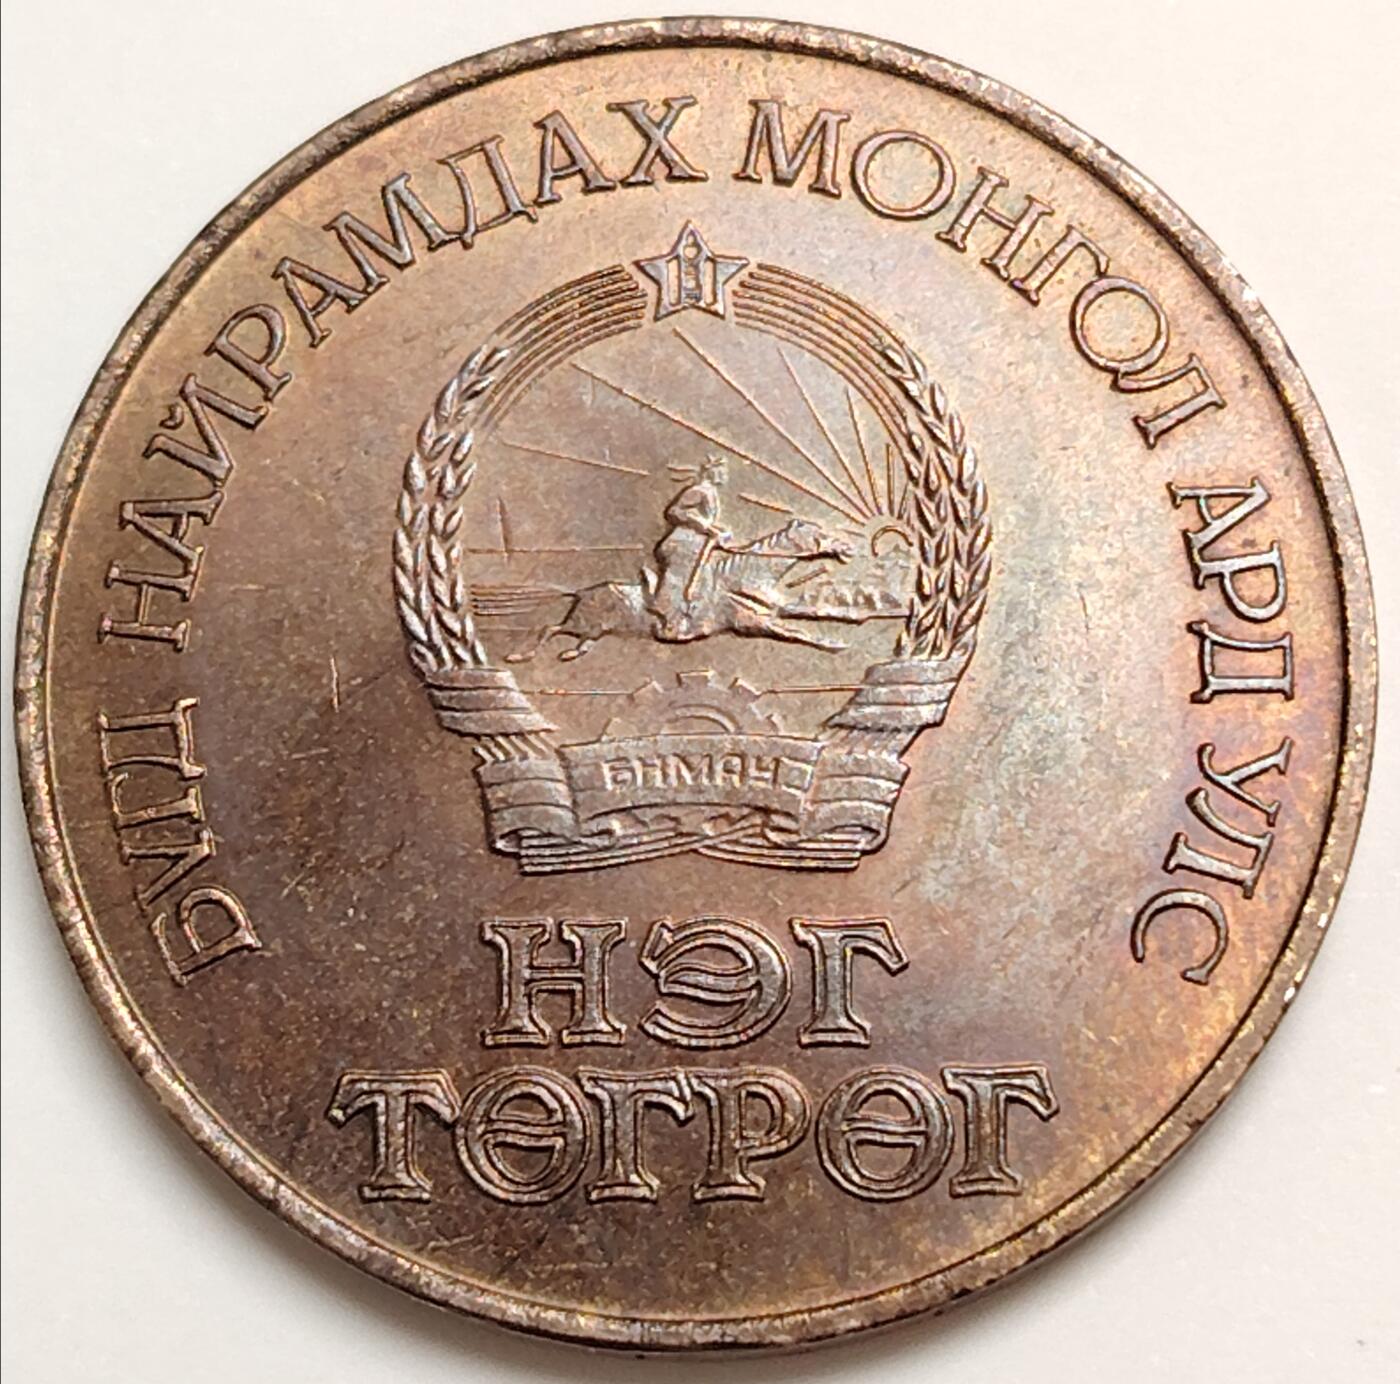 БҮГД НАЙРАМДАХ МОНГОЛ АРД УЛС
БНМАУ
НЭГ
ТӨГРӨГ